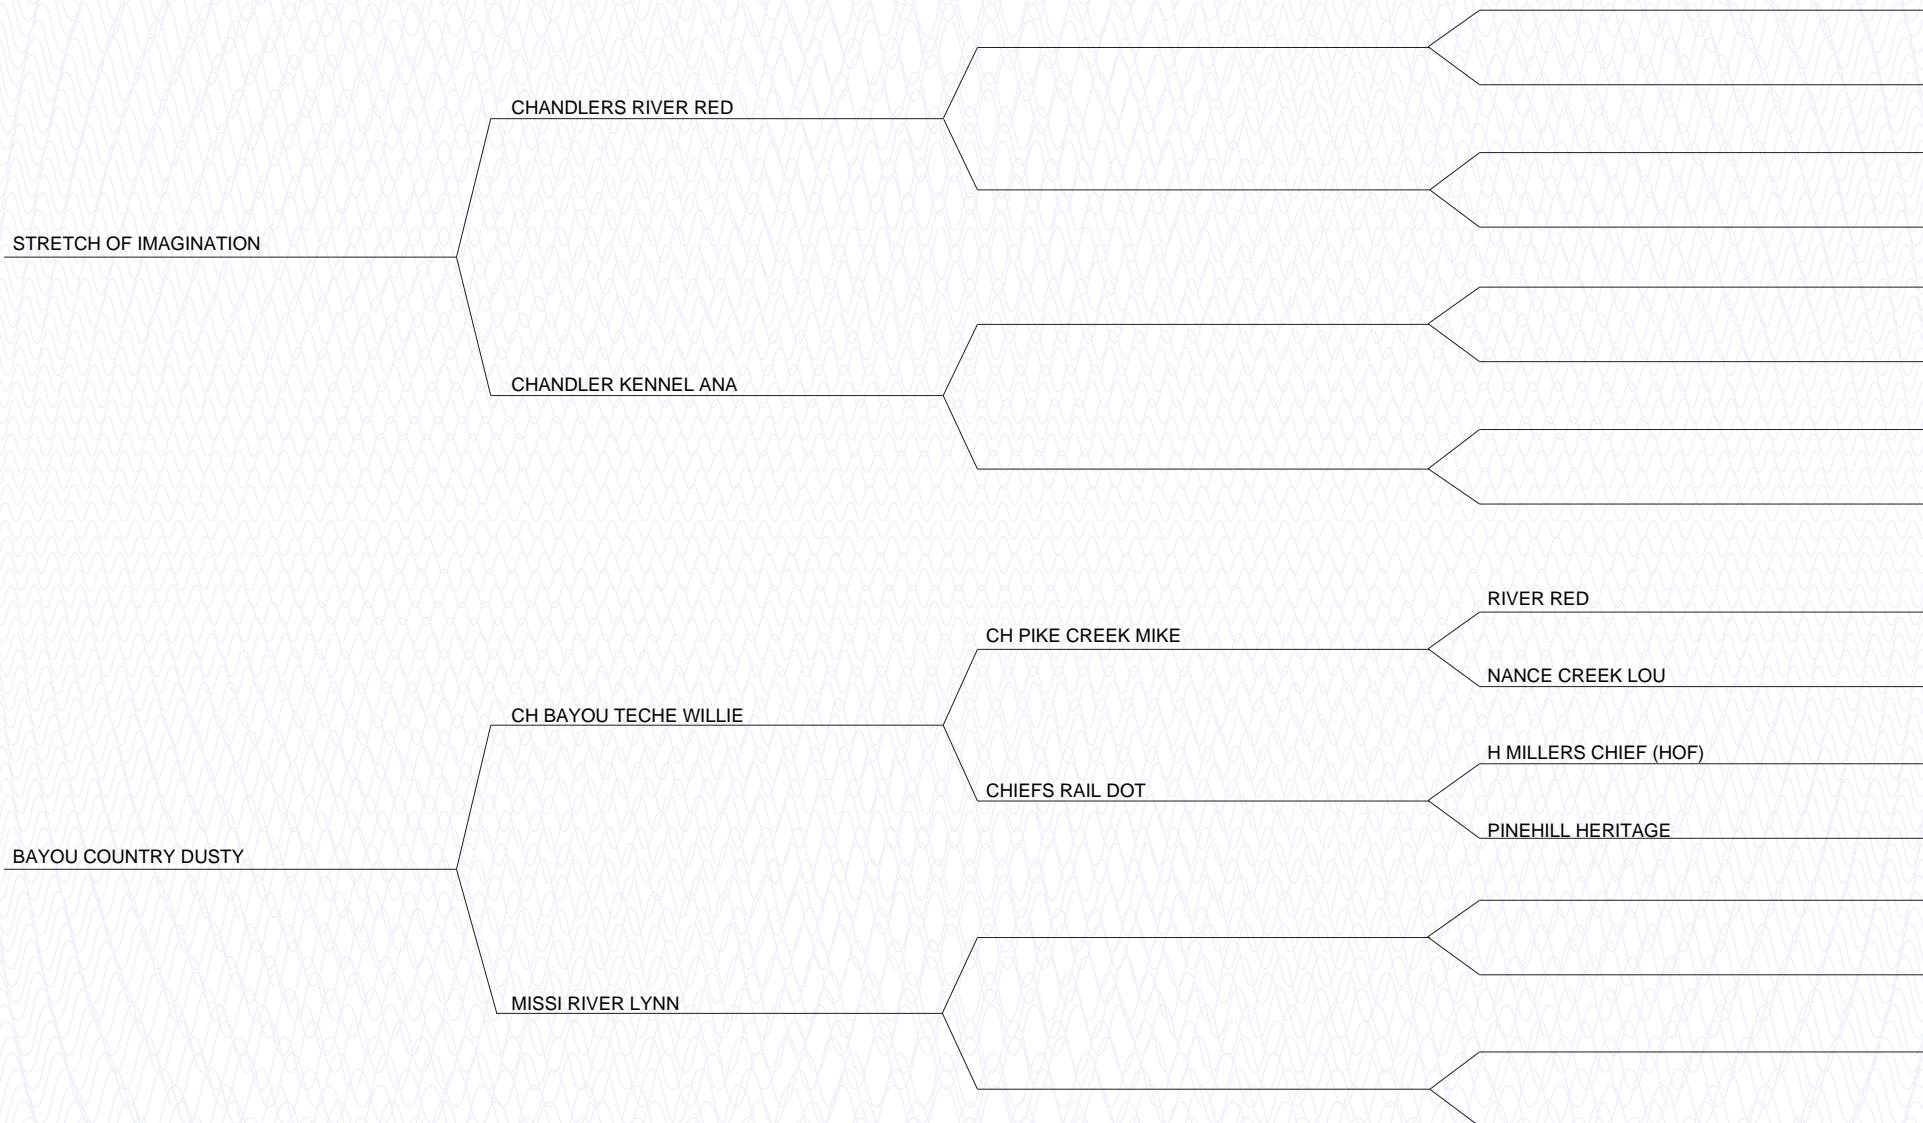 CHANDLERS RIVER RED
STRETCH OF IMAGINATION
CHANDLER KENNEL ANA
RIVER RED
CH PIKE CREEK MIKE
NANCE CREEK LOU
CH BAYOU TECHE WILLIE
H MILLERS CHIEF (HOF)
CHIEFS RAIL DOT
PINEHILL HERITAGE
BAYOU COUNTRY DUSTY
MISSI RIVER LYNN